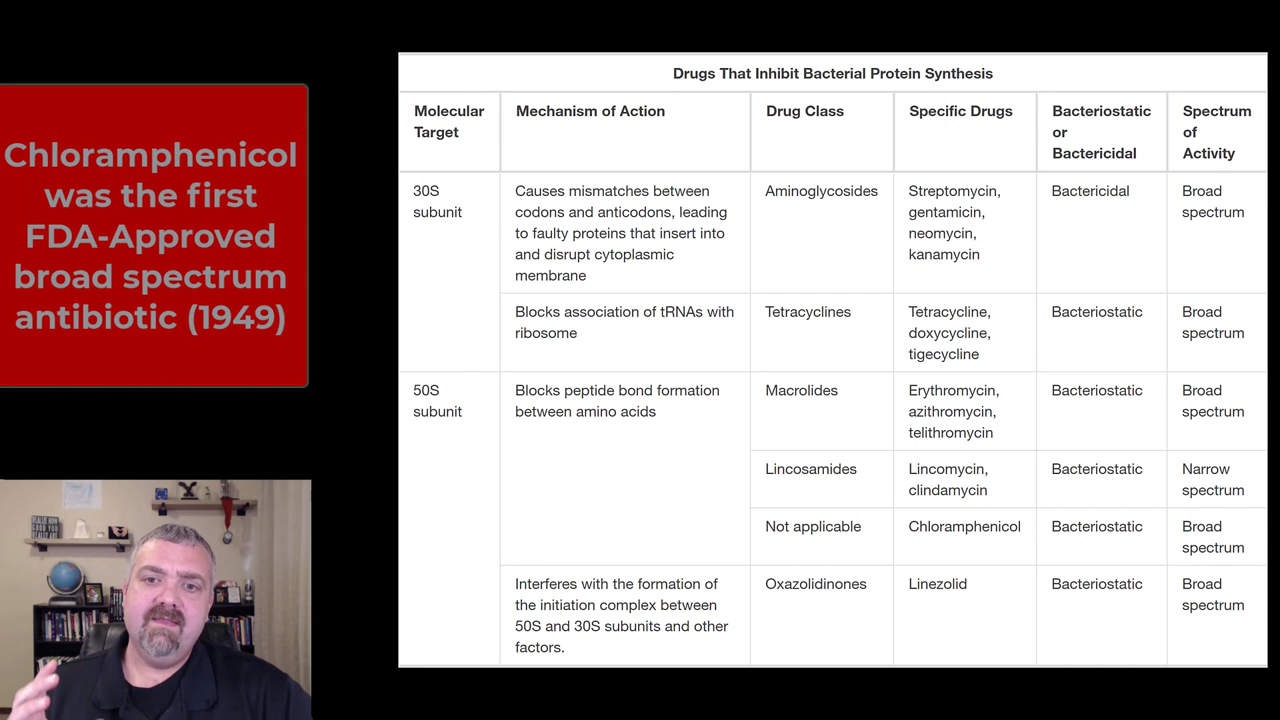 Chloramphenicol
was the first
FDA-Approved
broad spectrum
antibiotic (1949)
Drugs That Inhibit Bacterial Protein Synthesis
Molecular
Target
Mechanism of Action
Drug Class
Specific Drugs
Bacteriostatic
or
Bactericidal
Spectrum
of
Activity
30S
subunit
Causes mismatches between
codons and anticodons, leading
to faulty proteins that insert into
and disrupt cytoplasmic
membrane
Aminoglycosides
Streptomycin,
gentamicin,
neomycin,
kanamycin
Bactericidal
Broad
spectrum
Blocks association of tRNAs with
ribosome
Tetracyclines
Tetracycline,
doxycycline,
tigecycline
Bacteriostatic
Broad
spectrum
50S
subunit
Blocks peptide bond formation
between amino acids
Macrolides
Erythromycin,
azithromycin,
telithromycin
Bacteriostatic
Broad
spectrum
Lincosamides
Lincomycin,
clindamycin
Bacteriostatic
Narrow
spectrum
Not applicable
Chloramphenicol
Bacteriostatic
Broad
spectrum
Interferes with the formation of
the initiation complex between
50S and 30S subunits and other
factors.
Oxazolidinones
Linezolid
Bacteriostatic
Broad
spectrum